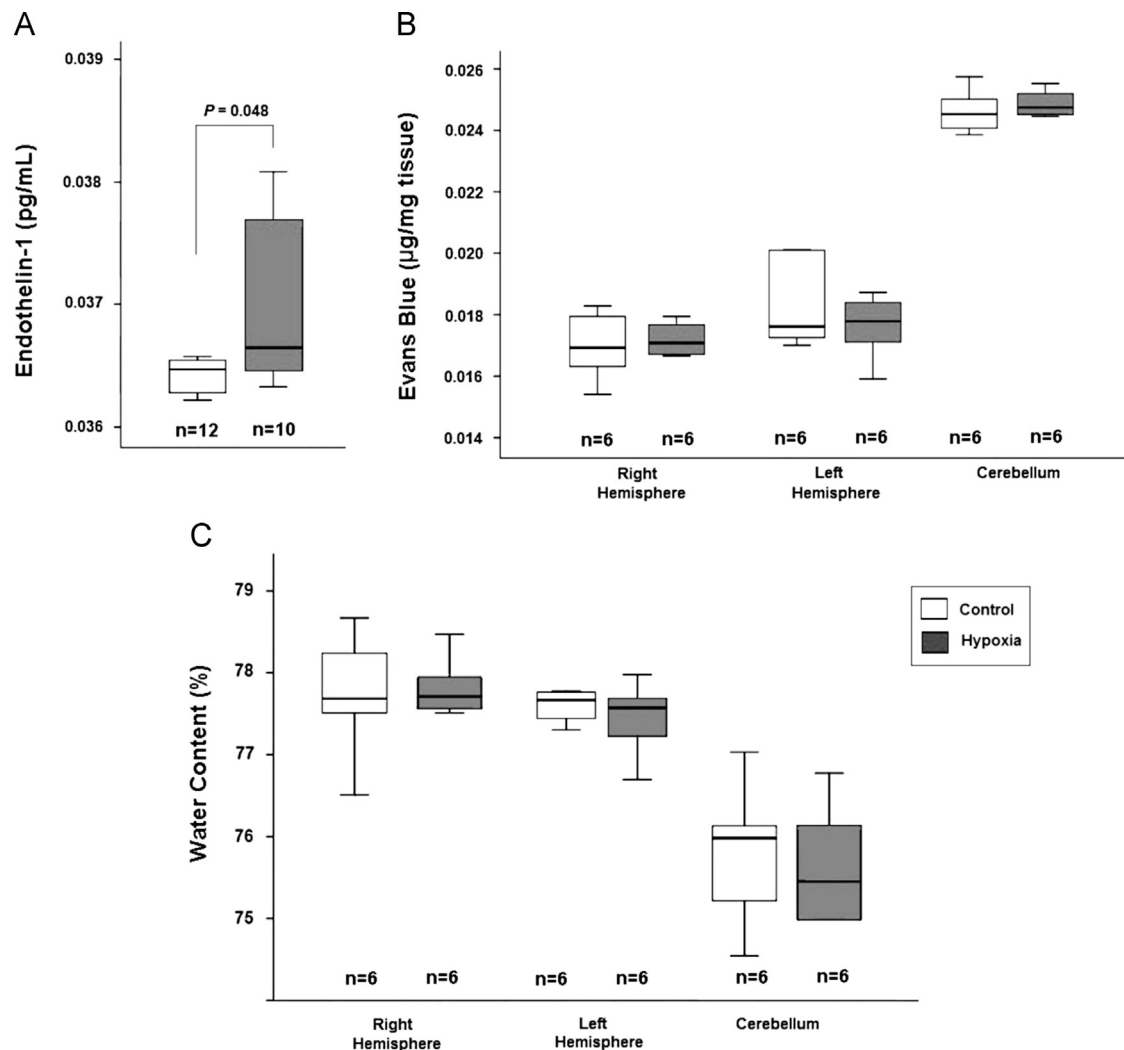 A
Endothelin-1 (pg/mL)
0.039
0.038
0.037
0.036
P = 0.048
n=12
n=10
B
Evans Blue (µg/mg tissue)
0.026
0.024
0.022
0.020
0.018
0.016
0.014
n=6
n=6
n=6
n=6
n=6
n=6
Right
Hemisphere
Left
Hemisphere
Cerebellum
C
Water Content (%)
79
78
77
76
75
n=6
n=6
n=6
n=6
n=6
n=6
Right
Hemisphere
Left
Hemisphere
Cerebellum
Control
Hypoxia